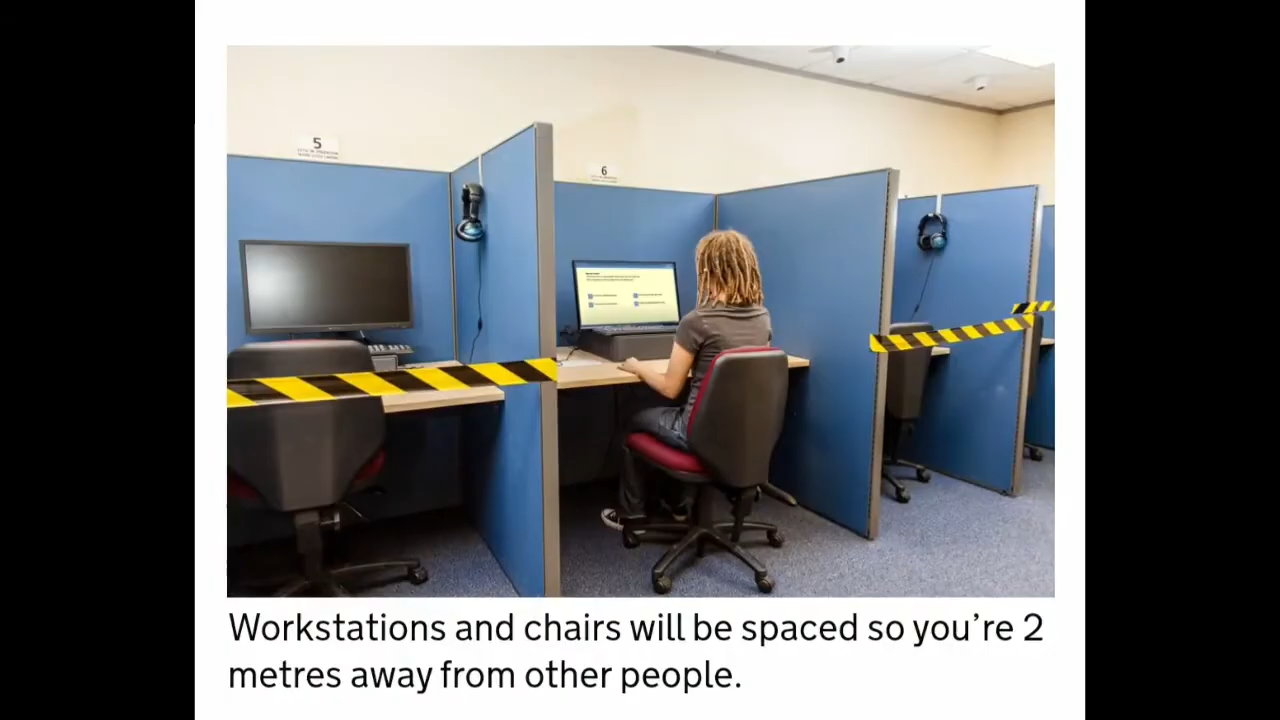 5
6
Workstations and chairs will be spaced so you're 2
metres away from other people.